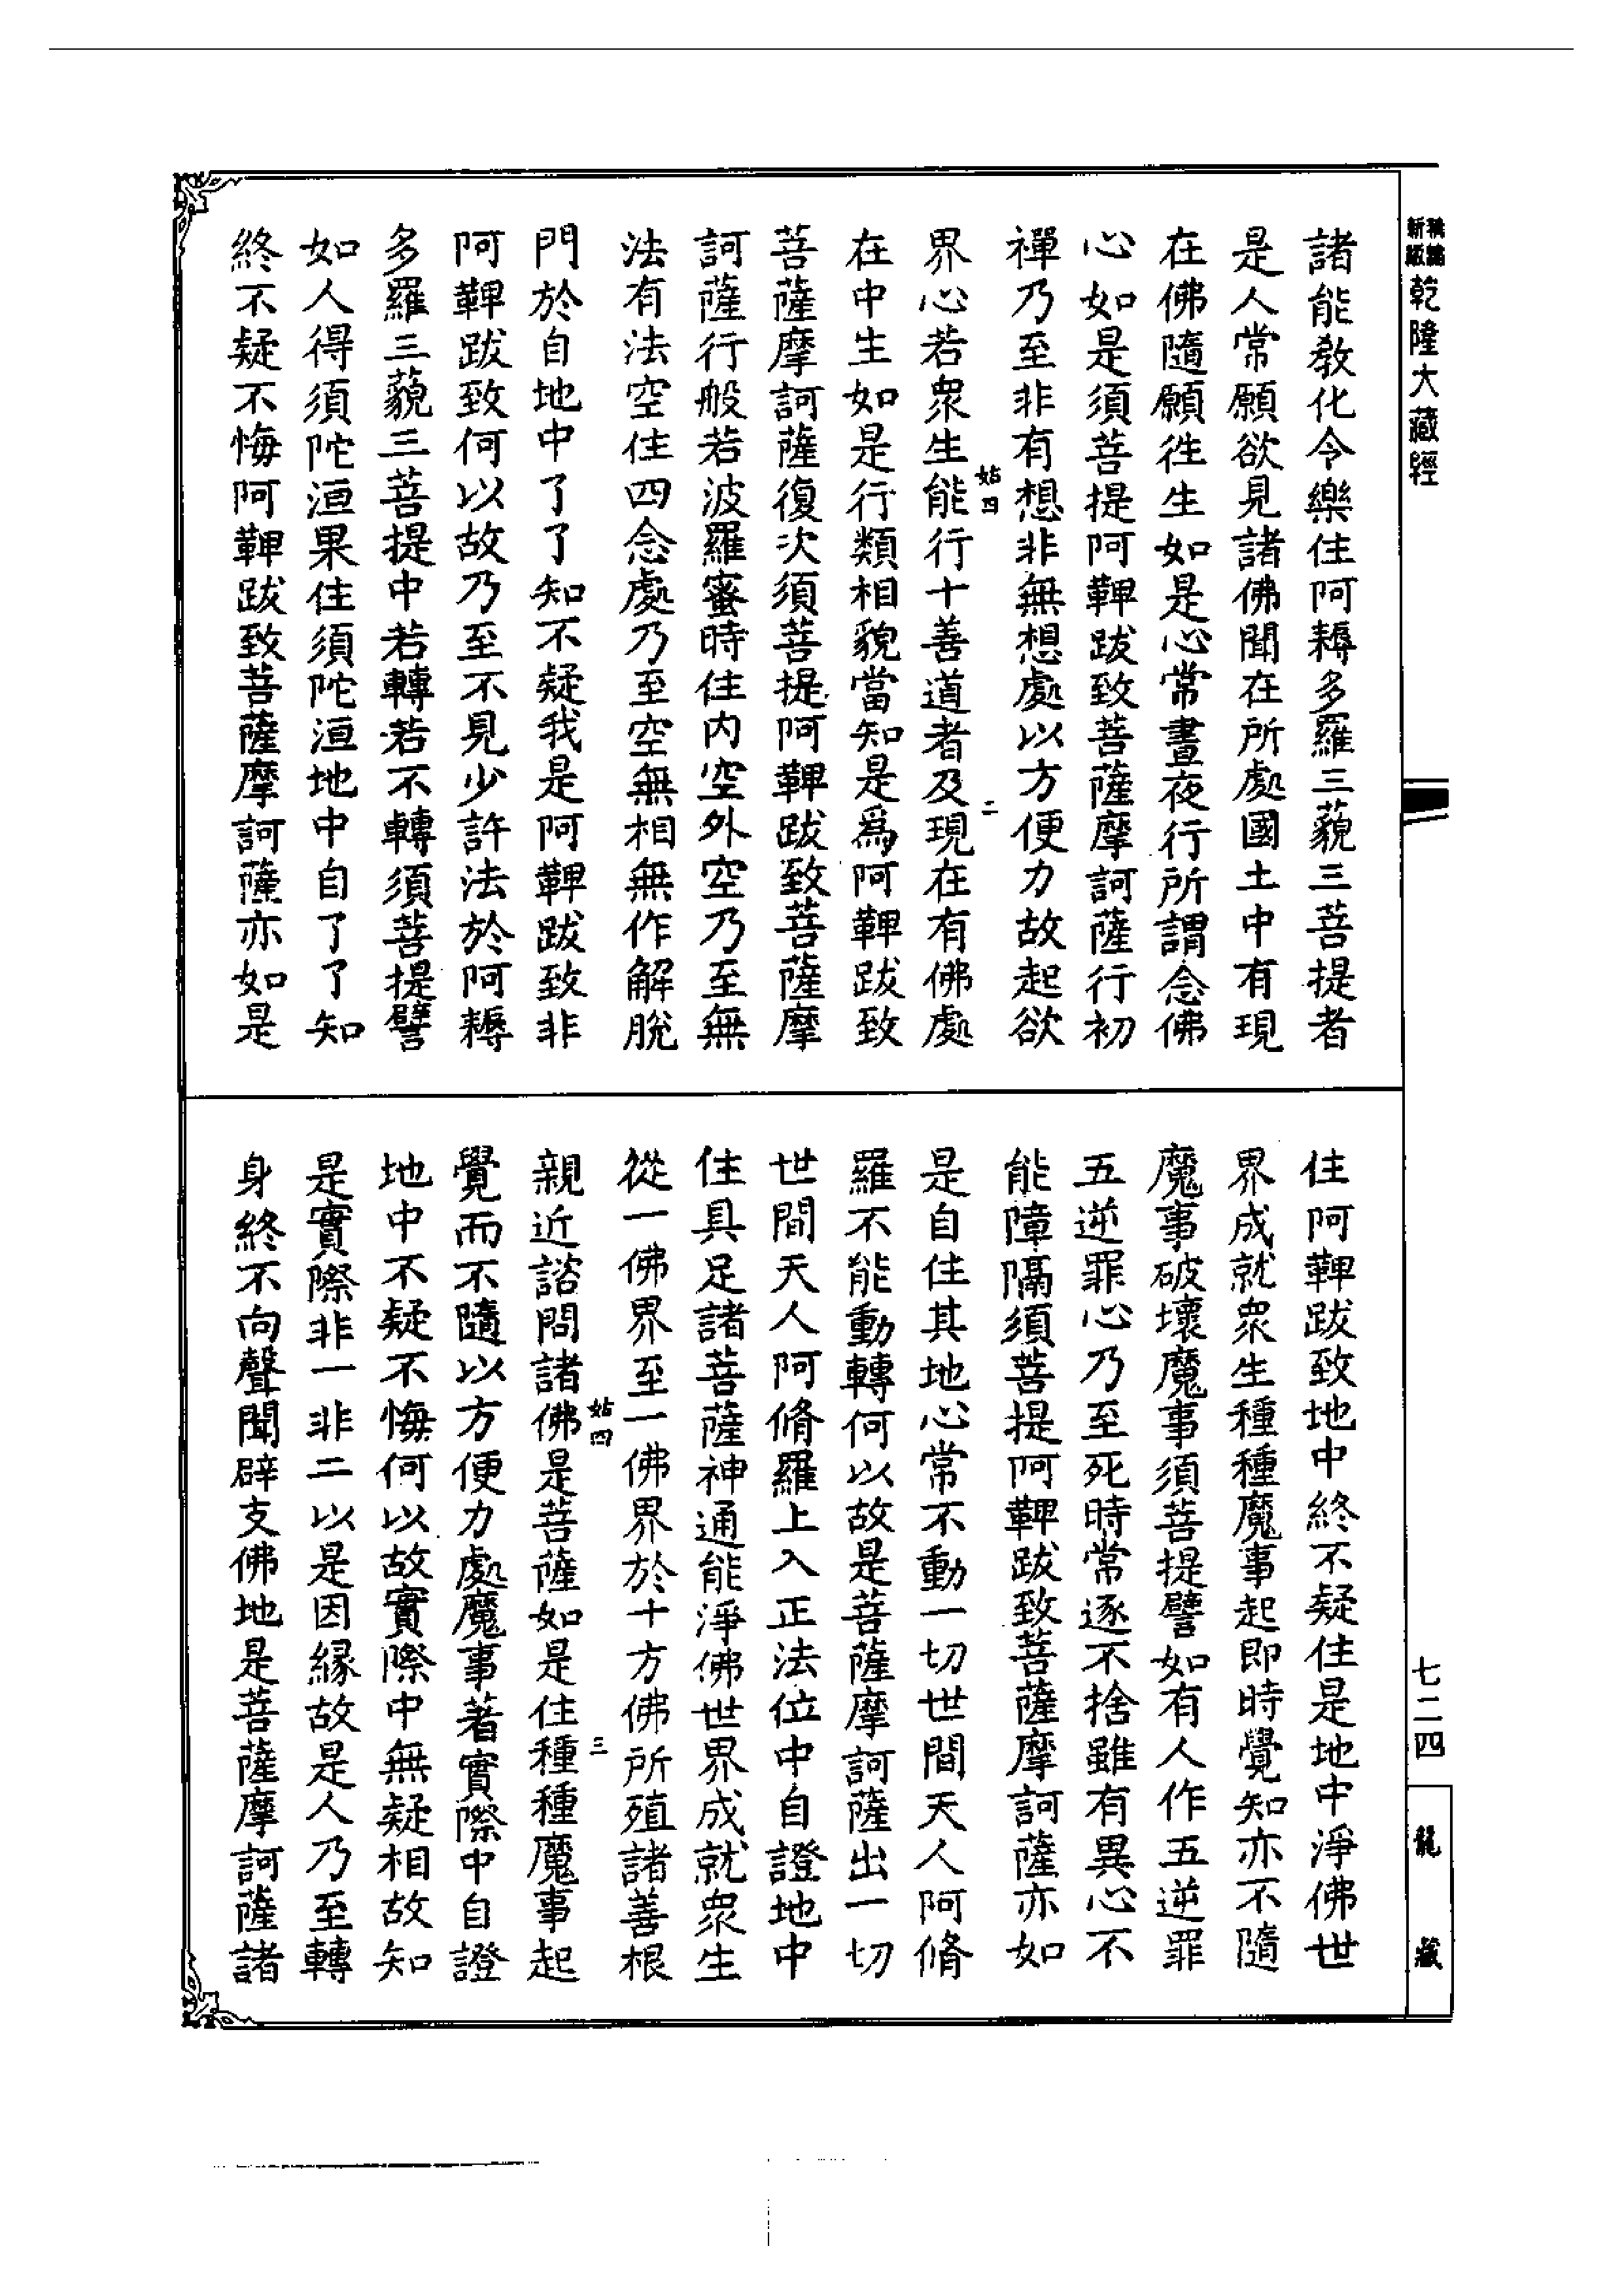 新版
乾隆大藏經
諸能教化令樂住阿耨多羅三藐三菩提者
是人常願欲見諸佛聞在所處國土中有現
在佛隨願徃生如是心常晝夜行所謂念佛
心如是須菩提阿鞞跋致菩薩摩訶薩行初
禪乃至非有想非無想處以方便力故起欲
姑四
二
界心若衆生能行十善道者及現在有佛處
在中生如是行類相貌當知是爲阿鞞跋致
菩薩摩訶薩復次須菩提阿鞞跋致菩薩摩
訶薩行般若波羅蜜時住内空外空乃至無
法有法空住四念處乃至空無相無作解脫
門於自地中了了知不疑我是阿鞞跋致非
阿鞞跋致何以故乃至不見少許法於阿耨
多羅三藐三菩提中若轉若不轉須菩提譬
如人得須陀洹果住須陀洹地中自了了知
終不疑不悔阿鞞跋致菩薩摩訶薩亦如是
住阿鞞跋致地中終不疑住是地中淨佛世
界成就衆生種種魔事起即時覺知亦不隨
魔事破壞魔事須菩提譬如有人作五逆罪
五逆罪心乃至死時常逐不捨雖有異心不
能障隔須菩提阿鞞跋致菩薩摩訶薩亦如
是自住其地心常不動一切世間天人阿脩
羅不能動轉何以故是菩薩摩訶薩出一切
世間天人阿脩羅上入正法位中自證地中
住具足諸菩薩神通能淨佛世界成就衆生
從一佛界至一佛界於十方佛所殖諸善根
姑四
三
親近諮問諸佛是菩薩如是住種種魔事起
覺而不隨以方便力處魔事著實際中自證
地中不疑不悔何以故實際中無疑相故知
是實際非一非二以是因縁故是人乃至轉
身終不向聲聞辟支佛地是菩薩摩訶薩諸
七二四
龍藏